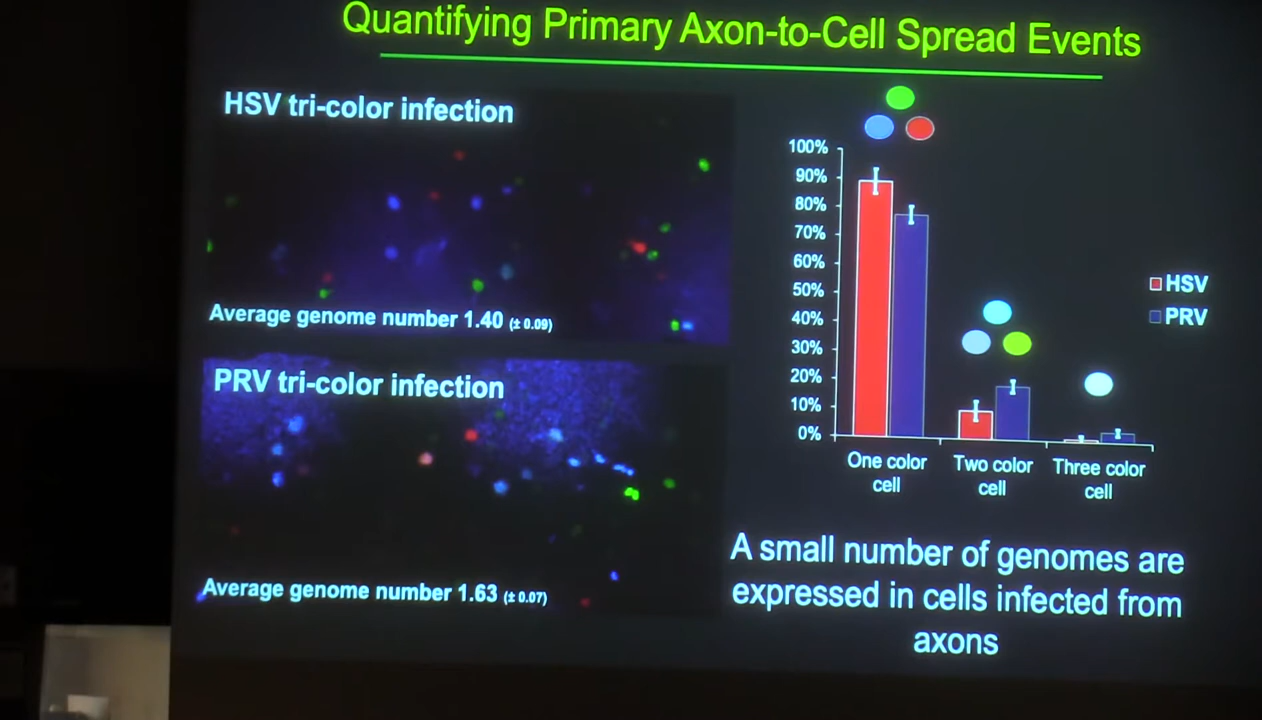 Quantifying Primary Axon-to-Cell Spread Events
HSV tri-color infection
Average genome number 1.40 (± 0.09)
PRV tri-color infection
Average genome number 1.63 (± 0.07)
100%
90%
80%
70%
60%
50%
40%
30%
20%
10%
0%
One color
cell
Two color
cell
Three color
cell
HSV
PRV
A small number of genomes are
expressed in cells infected from
axons